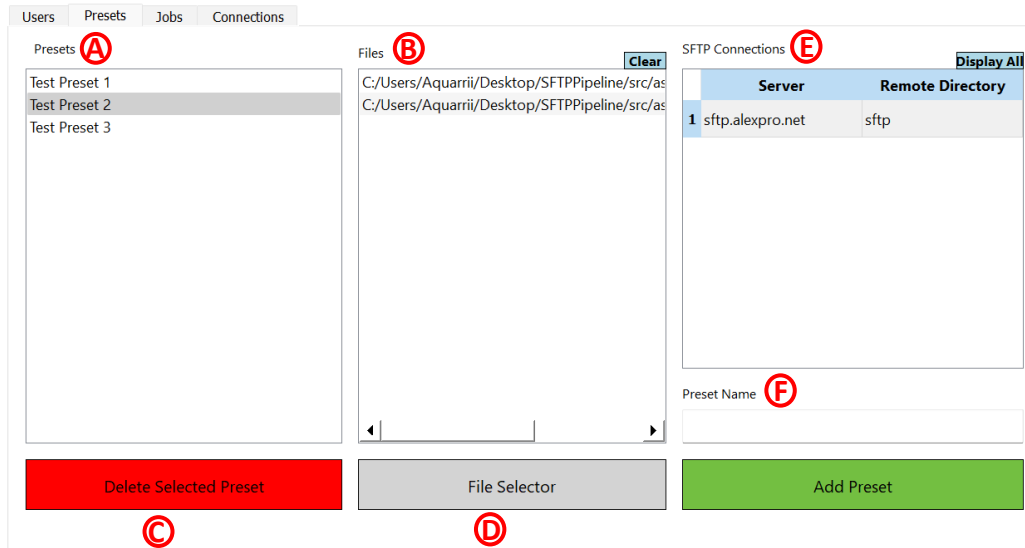 Users Presets Jobs Connections
Presets A
Test Preset 1
Test Preset 2
Test Preset 3
Delete Selected Preset
C
Files B
Clear
C:/Users/Aquarrii/Desktop/SFTPPipeline/src/as
C:/Users/Aquarrii/Desktop/SFTPPipeline/src/as
File Selector
D
SFTP Connections E
Display All
Server Remote Directory
1 sftp.alexpro.net sftp
Preset Name F
Add Preset